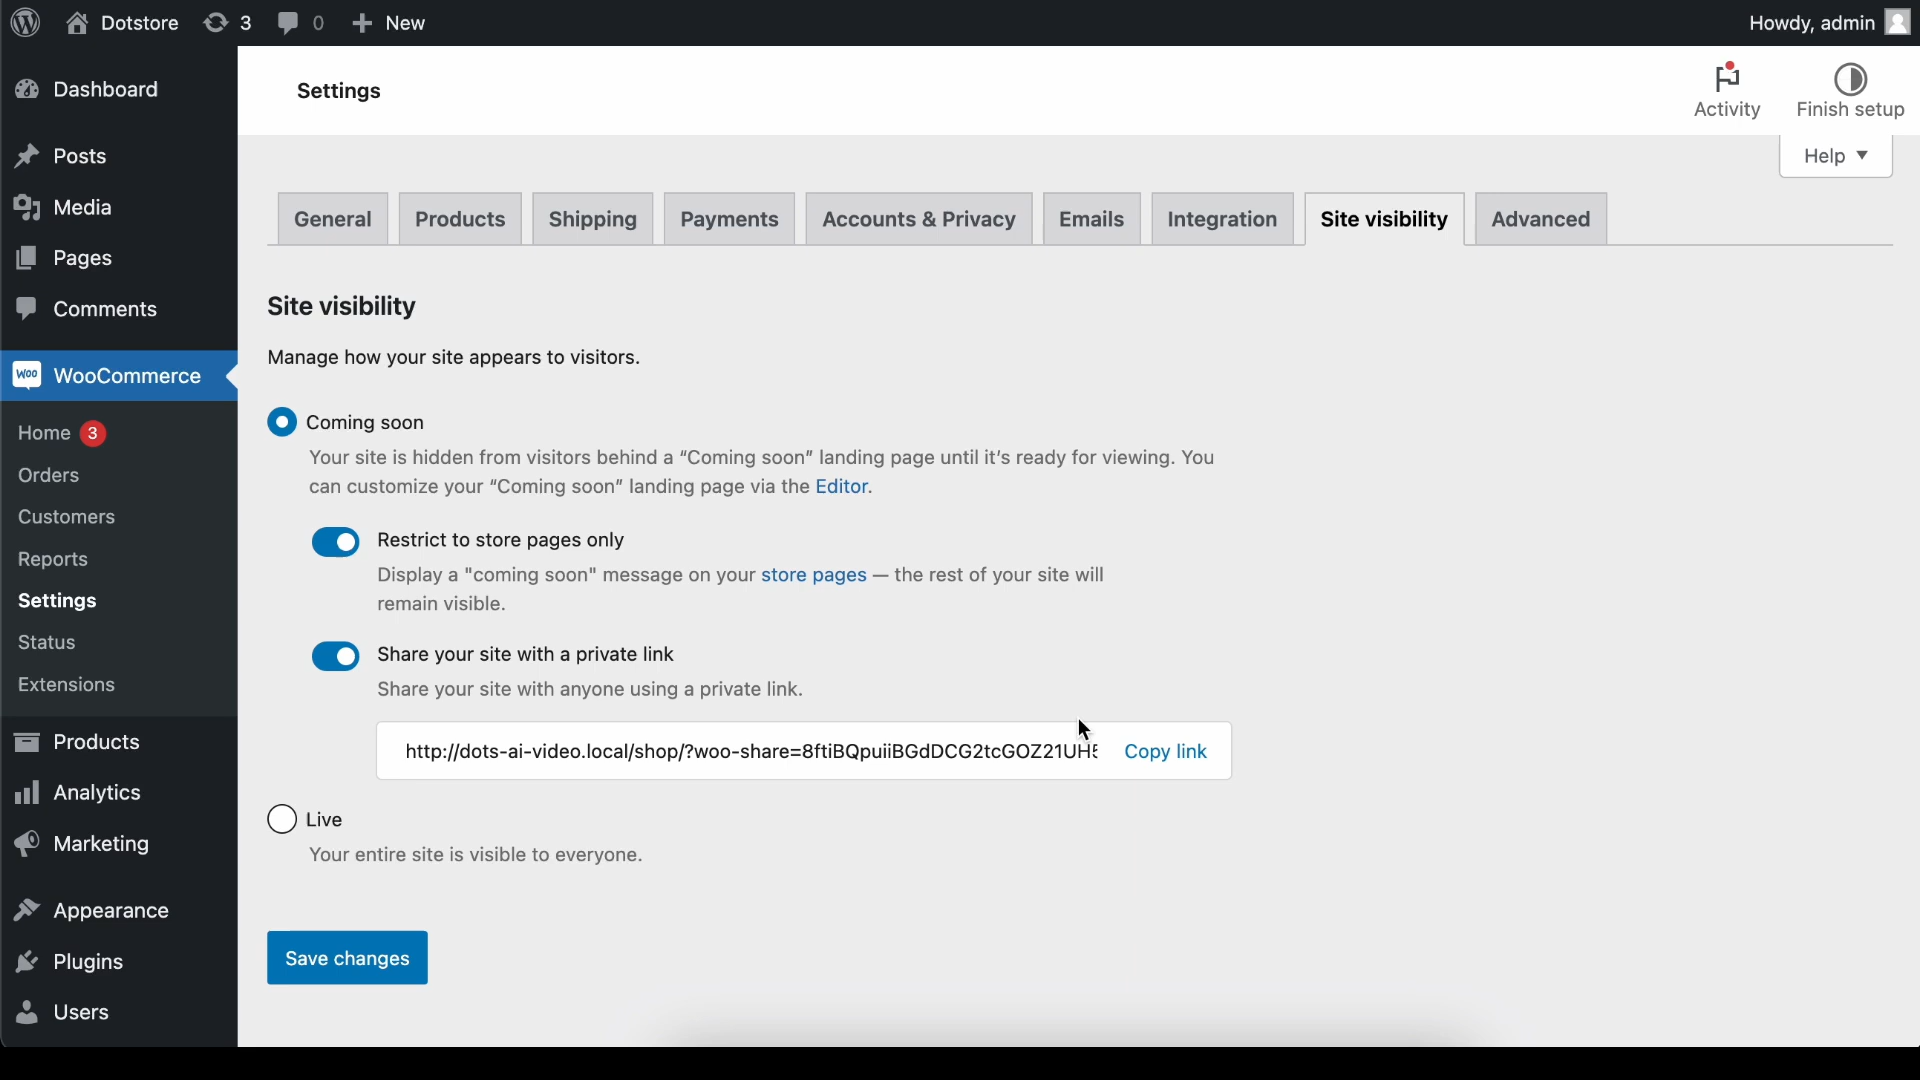 Dotstore
3
0
New
Howdy, admin
Dashboard
Posts
Media
Pages
Comments
Woo
WooCommerce
Home 3
Orders
Customers
Reports
Settings
Status
Extensions
Products
Analytics
Marketing
Appearance
Plugins
Users
Settings
Activity
Finish setup
Help
General
Products
Shipping
Payments
Accounts & Privacy
Emails
Integration
Site visibility
Advanced
Site visibility
Manage how your site appears to visitors.
Coming soon
Your site is hidden from visitors behind a “Coming soon” landing page until it’s ready for viewing. You
can customize your “Coming soon” landing page via the Editor.
Restrict to store pages only
Display a "coming soon" message on your store pages — the rest of your site will
remain visible.
Share your site with a private link
Share your site with anyone using a private link.
http://dots-ai-video.local/shop/?woo-share=8ftiBQpuiiBGdDCG2tcGOZ21UH
Copy link
Live
Your entire site is visible to everyone.
Save changes